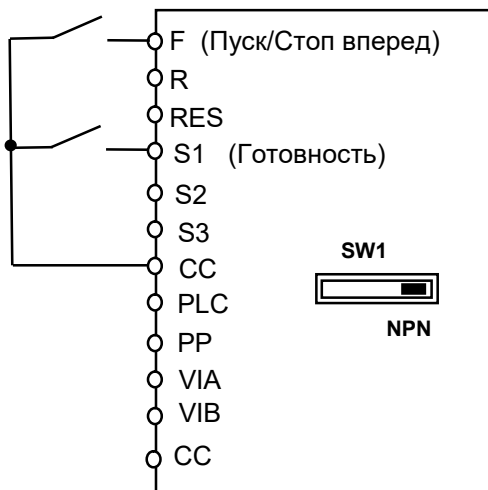 F (Пуск/Стоп вперед)
R
RES
S1 (Готовность)
S2
S3
CC
SW1
PLC
NPN
PP
VIA
VIB
CC